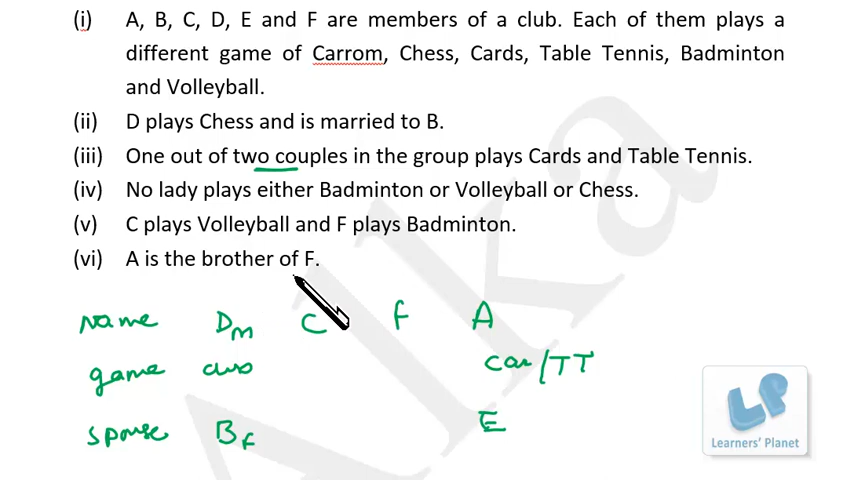 (i) A, B, C, D, E and F are members of a club. Each of them plays a
different game of Carrom, Chess, Cards, Table Tennis, Badminton
and Volleyball.
(ii) D plays Chess and is married to B.
(iii) One out of two couples in the group plays Cards and Table Tennis.
(iv) No lady plays either Badminton or Volleyball or Chess.
(v) C plays Volleyball and F plays Badminton.
(vi) A is the brother of F.
Name Dm C F A
game Car/TT
spouse Bf E
LP
Learners' Planet